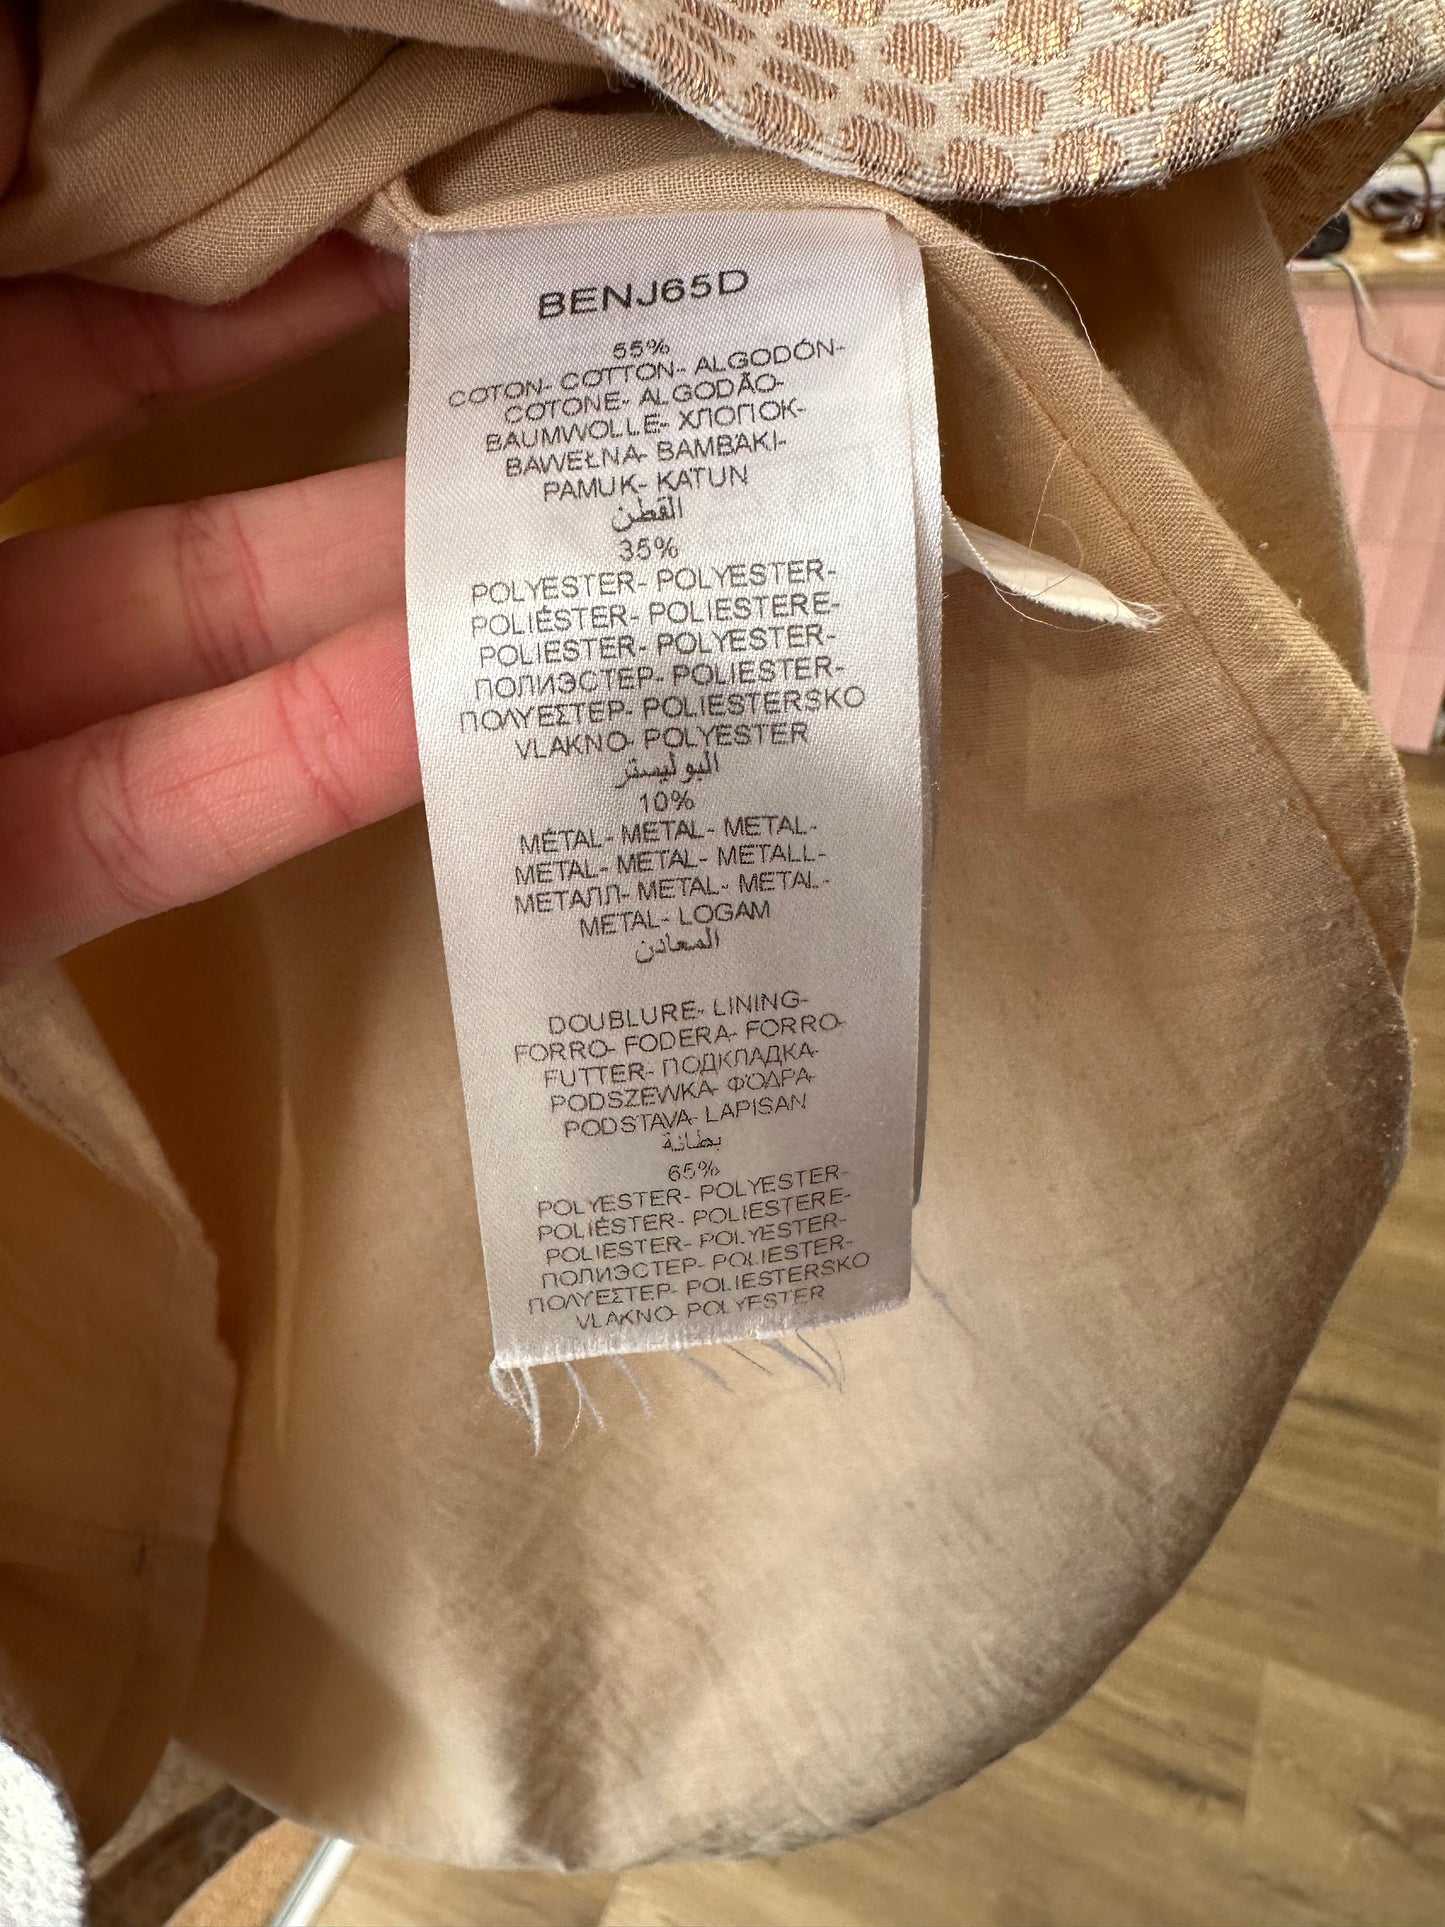 BENJ65D
55%
COTON- COTTON- ALGODÓN-
COTONE- ALGODÃO-
BAUMWOLLE- ХЛОПОК-
BAWEŁNA- BAMBAKI-
PAMUK- KATUN
القطن
35%
POLYESTER- POLYESTER-
POLIÉSTER- POLIESTERE-
POLIESTER- POLYESTER-
ПОЛИЭСТЕР- POLIESTER-
ΠΟΛΥΕΣΤΕΡ- POLIESTERSKO
VLAKNO- POLYESTER
البوليستر
10%
MÉTAL- METAL- METAL-
METAL- METAL- METALL-
МЕТАЛЛ- METAL- METAL-
METAL- LOGAM
المعادن
DOUBLURE- LINING-
FORRO- FODERA- FORRO-
FUTTER- ПОДКЛАДКА-
PODSZEWKA- ΦΌΔΡΑ-
PODSTAVA- LAPISAN
بطانة
65%
POLYESTER- POLYESTER-
POLIÉSTER- POLIESTERE-
POLIESTER- POLYESTER-
ПОЛИЭСТЕР- POLIESTER-
ΠΟΛΥΕΣΤΕΡ- POLIESTERSKO
VLAKNO- POLYESTER